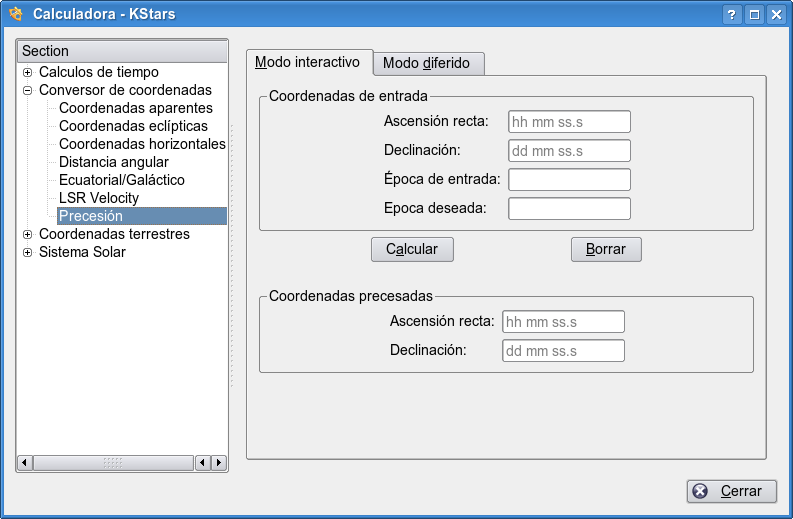 Calculadora - KStars
Section
Calculos de tiempo
Conversor de coordenadas
Coordenadas aparentes
Coordenadas eclípticas
Coordenadas horizontales
Distancia angular
Ecuatorial/Galáctico
LSR Velocity
Precesión
Coordenadas terrestres
Sistema Solar
Modo interactivo
Modo diferido
Coordenadas de entrada
Ascensión recta: hh mm ss.s
Declinación: dd mm ss.s
Época de entrada:
Epoca deseada:
Calcular
Borrar
Coordenadas precesadas
Ascensión recta: hh mm ss.s
Declinación: dd mm ss.s
Cerrar